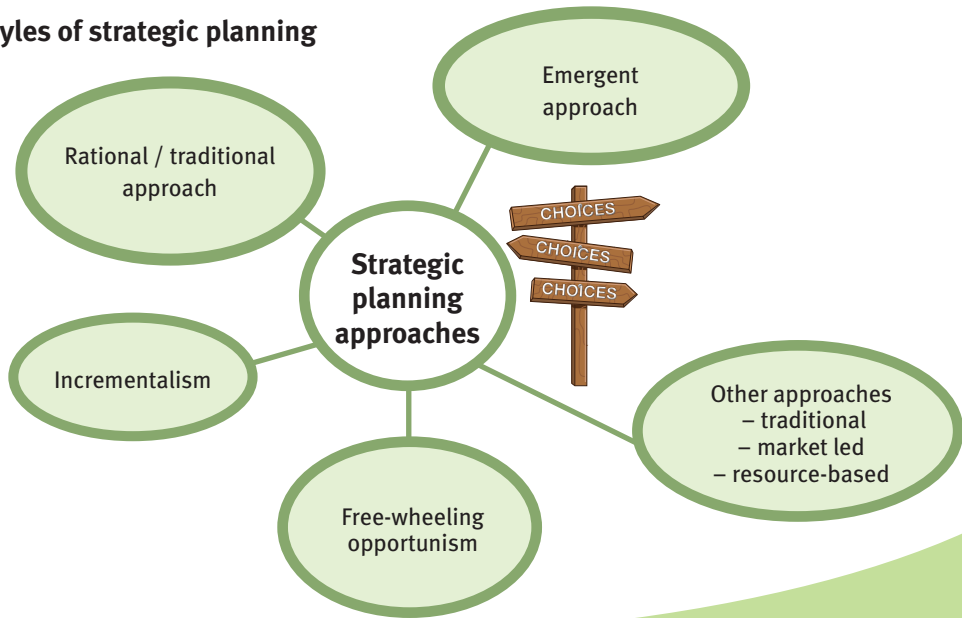 yles of strategic planning
Emergent
approach
Rational / traditional
approach
CHOICES
CHOICES
CHOICES
Strategic
planning
approaches
Incrementalism
Other approaches
– traditional
– market led
– resource-based
Free-wheeling
opportunism